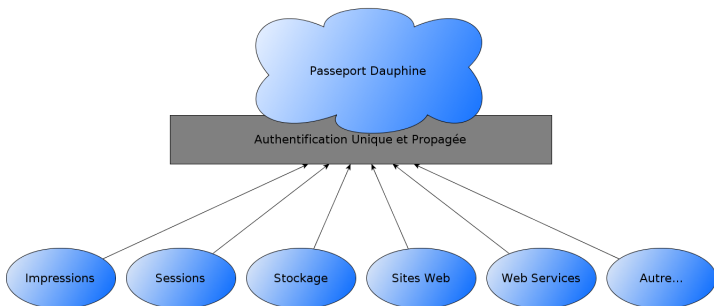 Passeport Dauphine
Authentification Unique et Propagée
Impressions
Sessions
Stockage
Sites Web
Web Services
Autre...